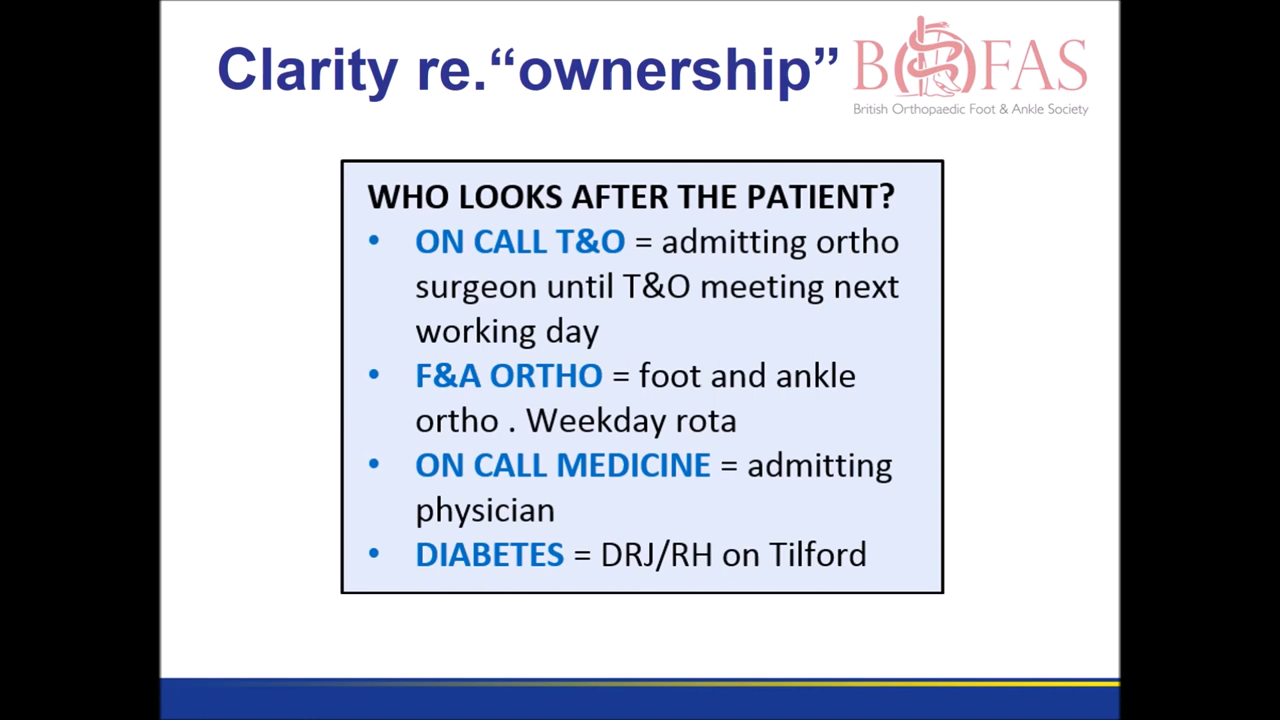 Clarity re.“ownership”
BOFAS
British Orthopaedic Foot & Ankle Society
WHO LOOKS AFTER THE PATIENT?
• ON CALL T&O = admitting ortho
surgeon until T&O meeting next
working day
• F&A ORTHO = foot and ankle
ortho . Weekday rota
• ON CALL MEDICINE = admitting
physician
• DIABETES = DRJ/RH on Tilford